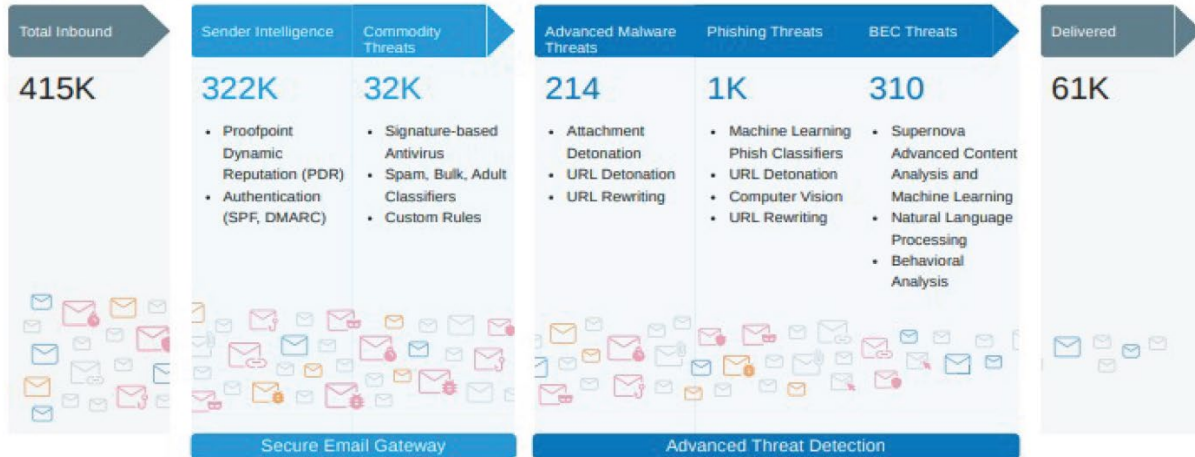 Total Inbound
415K
Sender Intelligence
322K
• Proofpoint
Dynamic
Reputation (PDR)
• Authentication
(SPF, DMARC)
Commodity
Threats
32K
• Signature-based
Antivirus
• Spam, Bulk, Adult
Classifiers
• Custom Rules
Secure Email Gateway
Advanced Malware
Threats
214
• Attachment
Detonation
• URL Detonation
• URL Rewriting
Phishing Threats
1K
• Machine Learning
Phish Classifiers
• URL Detonation
• Computer Vision
• URL Rewriting
BEC Threats
310
• Supernova
Advanced Content
Analysis and
Machine Learning
• Natural Language
Processing
• Behavioral
Analysis
Advanced Threat Detection
Delivered
61K